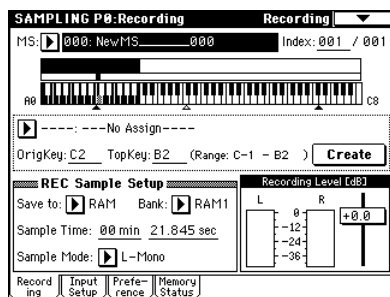 SAMPLING P0:Recording Recording
MS: 000: NewMS________000 Index: 001 / 001
A0 C8
----: ---No Assign----
OrigKey: C2 TopKey: B2 (Range: C-1 - B2 ) Create
REC Sample Setup
Save to: RAM Bank: RAM1
Sample Time: 00 min 21.845 sec
Sample Mode: L-Mono
Recording Level [dB]
L R
0
+0.0
-12
-24
-36
Record ing
Input Setup
Prefe- rence
Memory Status